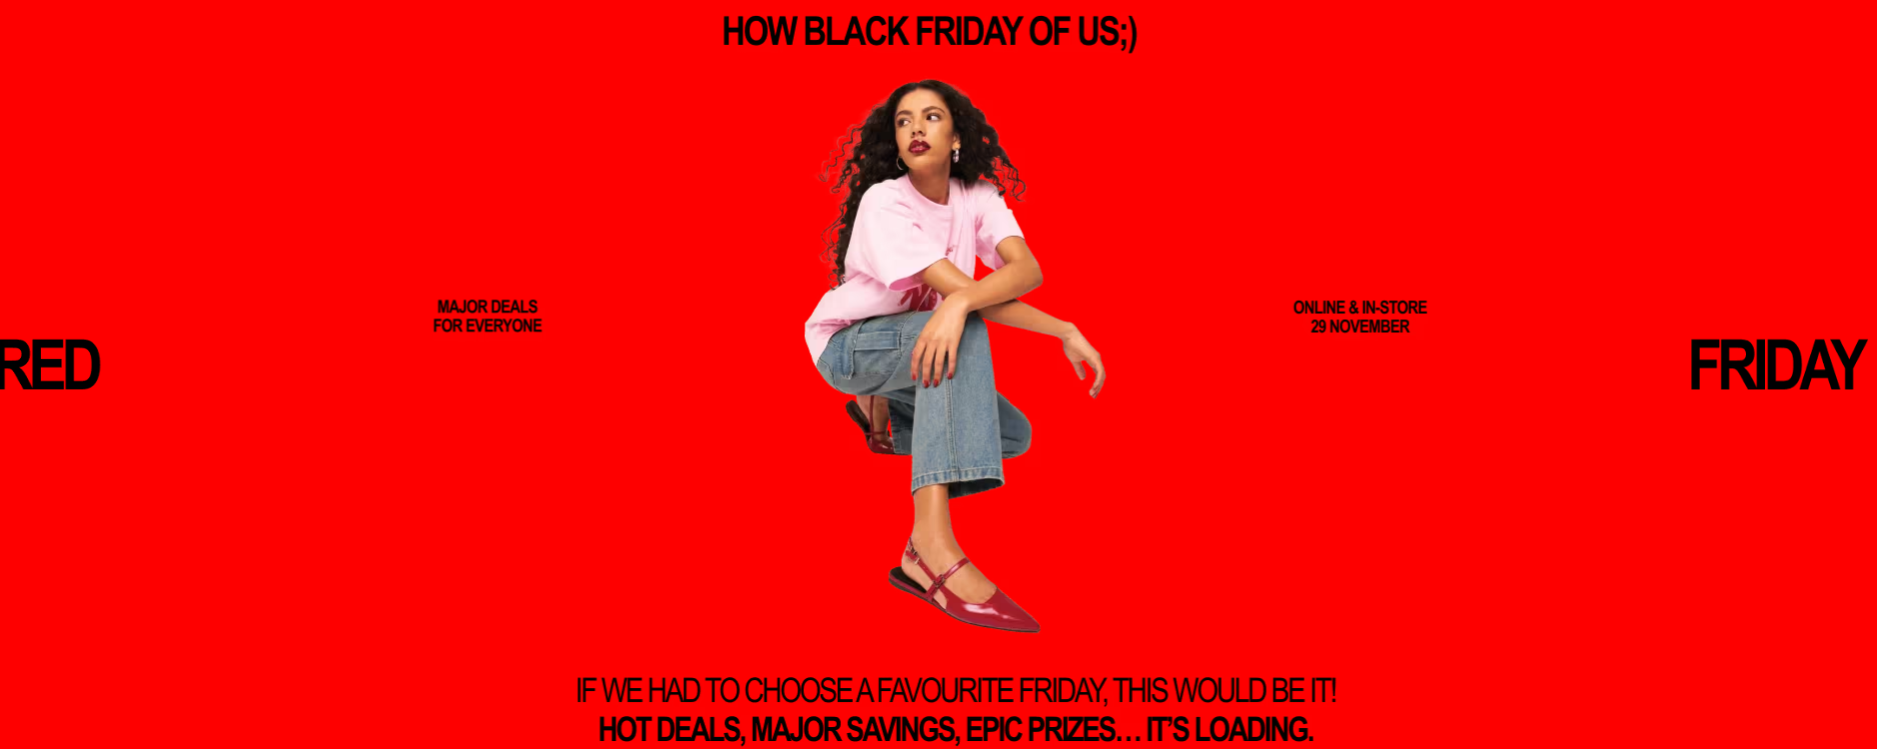 HOW BLACK FRIDAY OF US;)
MAJOR DEALS
FOR EVERYONE
ONLINE & IN-STORE
29 NOVEMBER
RED
FRIDAY
IF WE HAD TO CHOOSE A FAVOURITE FRIDAY, THIS WOULD BE IT!
HOT DEALS, MAJOR SAVINGS, EPIC PRIZES... IT'S LOADING.